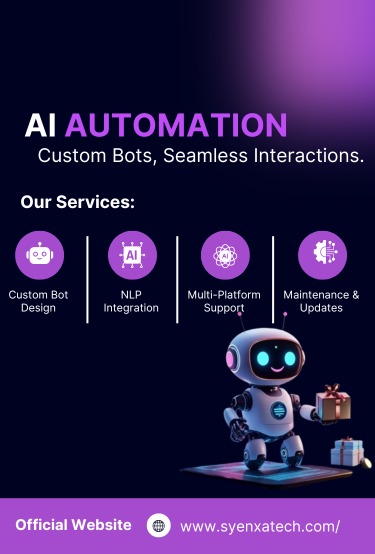 AI AUTOMATION
Custom Bots, Seamless Interactions.
Our Services:
Custom Bot
Design
AI
NLP
Integration
AI
Multi-Platform
Support
Maintenance &
Updates
Official Website
www.syenxatech.com/